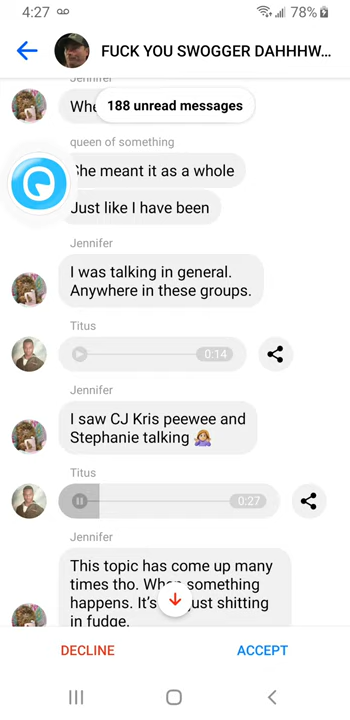 4:27
78%
FUCK YOU SWOGGER DAHHHW...
Jennifer
Whe
188 unread messages
queen of something
She meant it as a whole
Just like I have been
Jennifer
I was talking in general.
Anywhere in these groups.
Titus
0:14
Jennifer
I saw CJ Kris peewee and
Stephanie talking 🤷🏼‍♀️
Titus
0:27
Jennifer
This topic has come up many
times tho. When something
happens. It's just shitting
in fudge.
DECLINE
ACCEPT